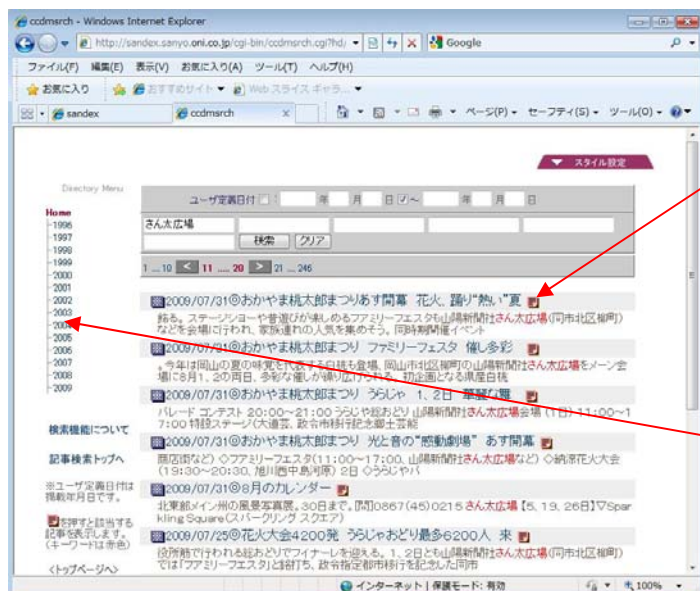 ccdmsrch - Windows Internet Explorer
http://sandex.sanyo.oni.co.jp/cgi-bin/ccdmsrch.cgi?hd/
Google
ファイル(F) 編集(E) 表示(V) お気に入り(A) ツール(T) ヘルプ(H)
お気に入り おすすめサイト Web スライス ギャラ...
sandex ccdmsrch ページ(P) セーフティ(S) ツール(O)
スタイル設定
Directory Menu
ユーザ定義日付 : 年 月 日 ～ 年 月 日
さん太広場
検索 クリア
1 ...10 < 11 ..... 20 > 21 ... 246
Home
1996
1997
1998
1999
2000
2001
2002
2003
2004
2005
2006
2007
2008
2009
検索機能について
記事検索トップへ
※ユーザ定義日付は
掲載年月日です。
を押すと該当する
記事を表示します。
(キーワードは赤色)
<トップページへ>
2009/07/31◎おかやま桃太郎まつりあす開幕 花火、踊り“熱い”夏
飾る。ステージショーや昔遊びが楽しめるファミリーフェスタも山陽新聞社さん太広場(同市北区柳町)
などを会場に行われ、家族連れの人気を集めそう。同時期開催イベント
2009/07/31◎おかやま桃太郎まつり ファミリーフェスタ 催し多彩
。今年は岡山の夏の味覚を代表する白桃も登場。岡山市北区柳町の山陽新聞社さん太広場をメーン会
場に8月1、2の両日、多彩な催しが繰り広げられる。初企画となる県産白桃
2009/07/31◎おかやま桃太郎まつり うらじゃ 1、2日 華麗な舞
パレード コンテスト 20:00～21:00 うらじゃ総おどり 山陽新聞社さん太広場会場 (1日) 11:00～1
7:00 特設ステージ(大道芸、政令市移行記念郷土芸能
2009/07/31◎おかやま桃太郎まつり 光と音の“感動劇場” あす開幕
商店街など) ◇ファミリーフェスタ(11:00～17:00、山陽新聞社さん太広場など) ◇納涼花火大会
(19:30～20:30、旭川西中島河原) 2日 ◇うらじゃパ
2009/07/31◎8月のカレンダー
北東部メイン州の風景写真展。30日まで。 0867(45)0215 さん太広場【5、19、26日】▽Spar
kling Square(スパークリング スクエア)
2009/07/25◎花火大会4200発 うらじゃおどり最多6200人 来
役所筋で行われる総おどりでフィナーレを迎える。1、2日とも山陽新聞社さん太広場(同市北区柳町)
では「ファミリーフェスタ」と銘打ち、政令指定都市移行を記念した同市
インターネット | 保護モード: 有効 100%